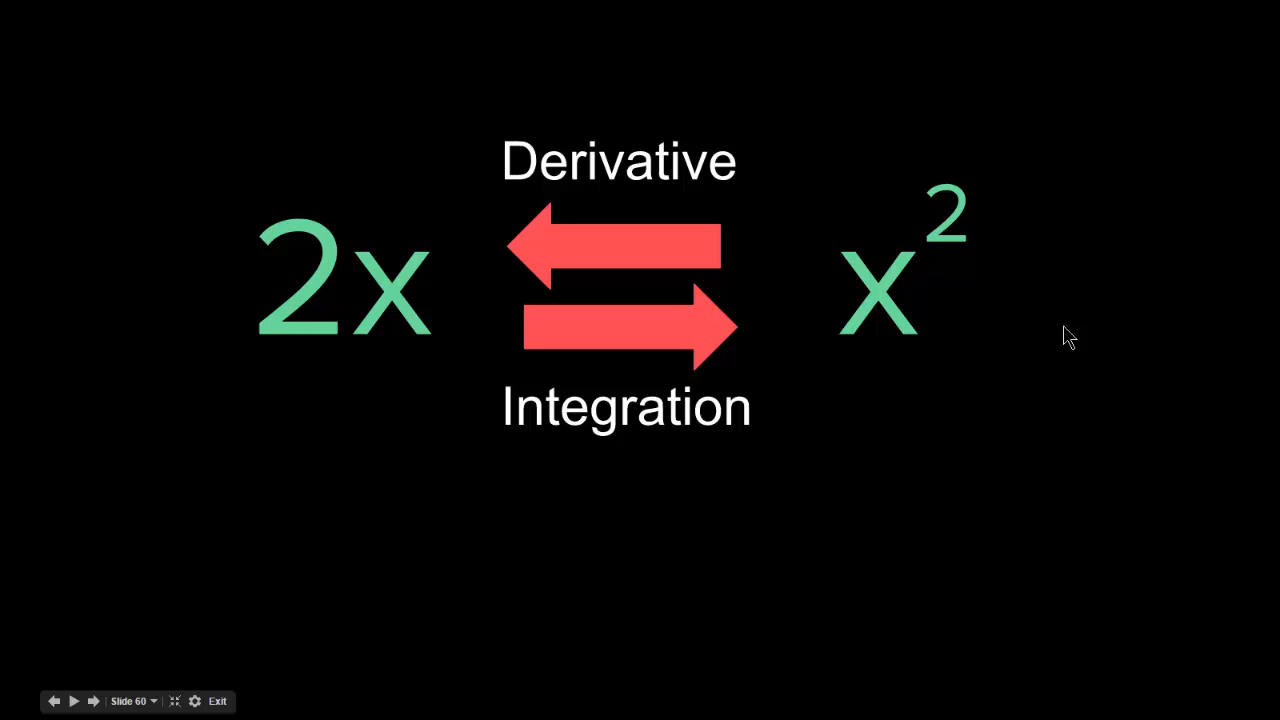 Derivative
2x
x²
Integration
Slide 60
Exit